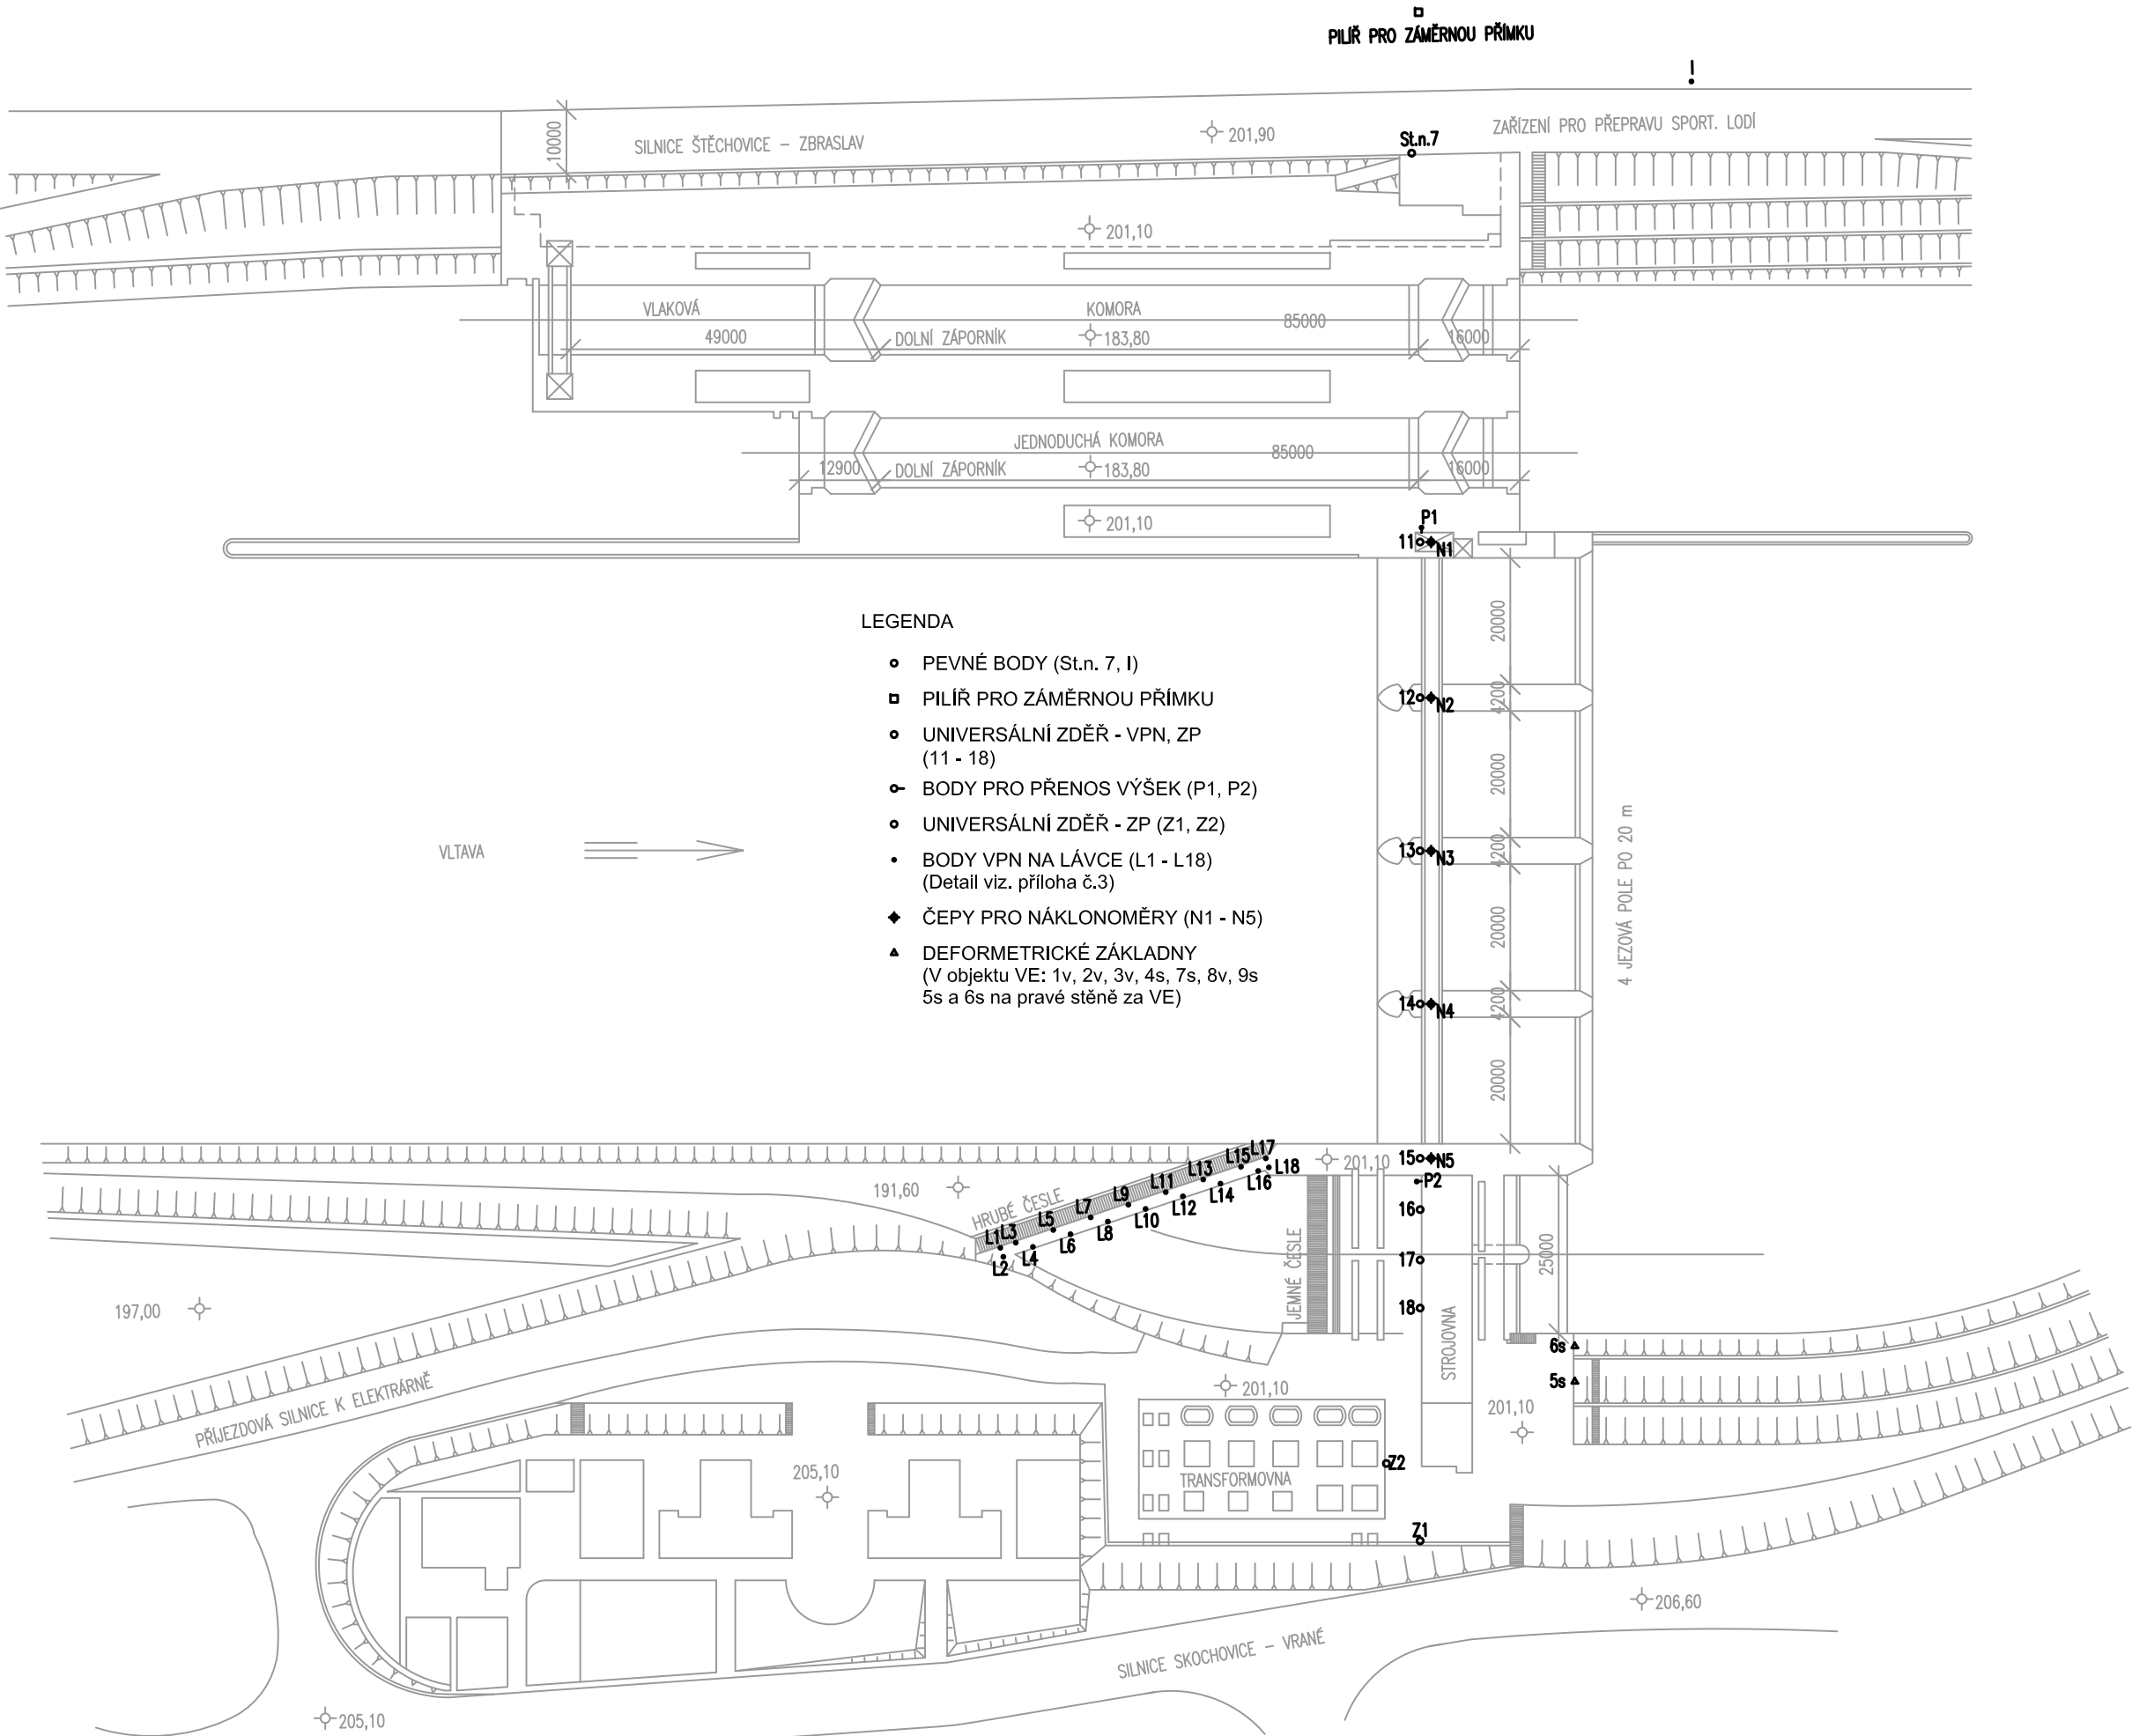 PILÍŘ PRO ZÁMĚRNOU PŘÍMKU
I
10000
SILNICE ŠTĚCHOVICE – ZBRASLAV
201,90
St.n.7
ZAŘÍZENÍ PRO PŘEPRAVU SPORT. LODÍ
201,10
VLAKOVÁ
KOMORA
49000
DOLNÍ ZÁPORNÍK
183,80
85000
16000
JEDNODUCHÁ KOMORA
12900
DOLNÍ ZÁPORNÍK
183,80
85000
16000
201,10
P1
11
N1
20000
LEGENDA
PEVNÉ BODY (St.n. 7, I)
PILÍŘ PRO ZÁMĚRNOU PŘÍMKU
UNIVERSÁLNÍ ZDĚŘ - VPN, ZP
(11 - 18)
BODY PRO PŘENOS VÝŠEK (P1, P2)
UNIVERSÁLNÍ ZDĚŘ - ZP (Z1, Z2)
BODY VPN NA LÁVCE (L1 - L18)
(Detail viz. příloha č.3)
ČEPY PRO NÁKLONOMĚRY (N1 - N5)
DEFORMETRICKÉ ZÁKLADNY
(V objektu VE: 1v, 2v, 3v, 4s, 7s, 8v, 9s
5s a 6s na pravé stěně za VE)
12
N2
4200
20000
VLTAVA
13
N3
4200
4 JEZOVÁ POLE PO 20 m
20000
14
N4
4200
20000
15
N5
201,10
P2
16
17
18
191,60
HRUBÉ ČESLE
L1
L2
L3
L4
L5
L6
L7
L8
L9
L10
L11
L12
L13
L14
L15
L16
L17
L18
JEMNÉ ČESLE
STROJOVNA
25000
197,00
PŘÍJEZDOVÁ SILNICE K ELEKTRÁRNĚ
6s
5s
201,10
201,10
205,10
TRANSFORMOVNA
Z2
Z1
206,60
SILNICE SKOCHOVICE – VRANÉ
205,10